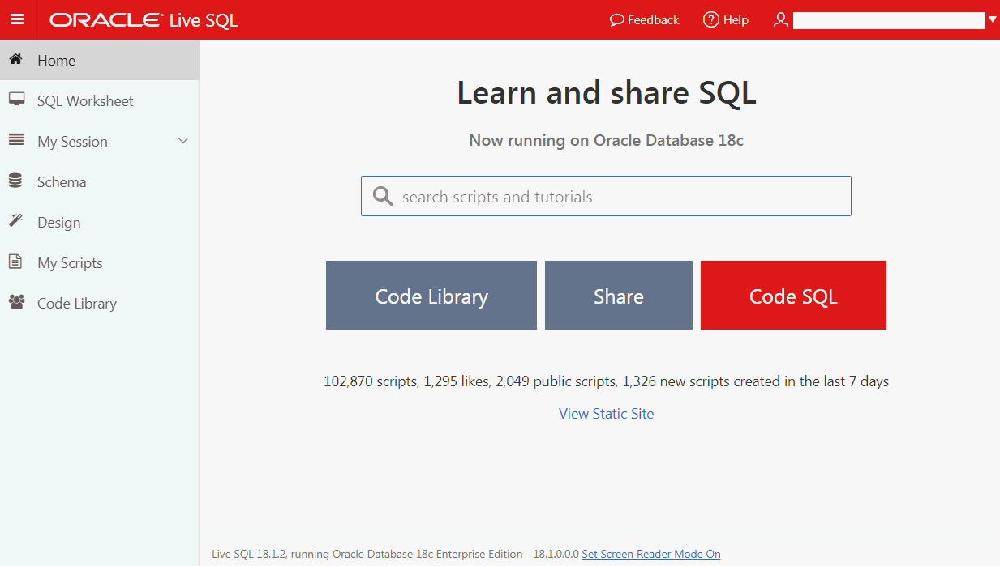 ORACLE Live SQL Feedback Help
Home
SQL Worksheet
My Session
Schema
Design
My Scripts
Code Library
Learn and share SQL
Now running on Oracle Database 18c
search scripts and tutorials
Code Library Share Code SQL
102,870 scripts, 1,295 likes, 2,049 public scripts, 1,326 new scripts created in the last 7 days
View Static Site
Live SQL 18.1.2, running Oracle Database 18c Enterprise Edition - 18.1.0.0.0 Set Screen Reader Mode On